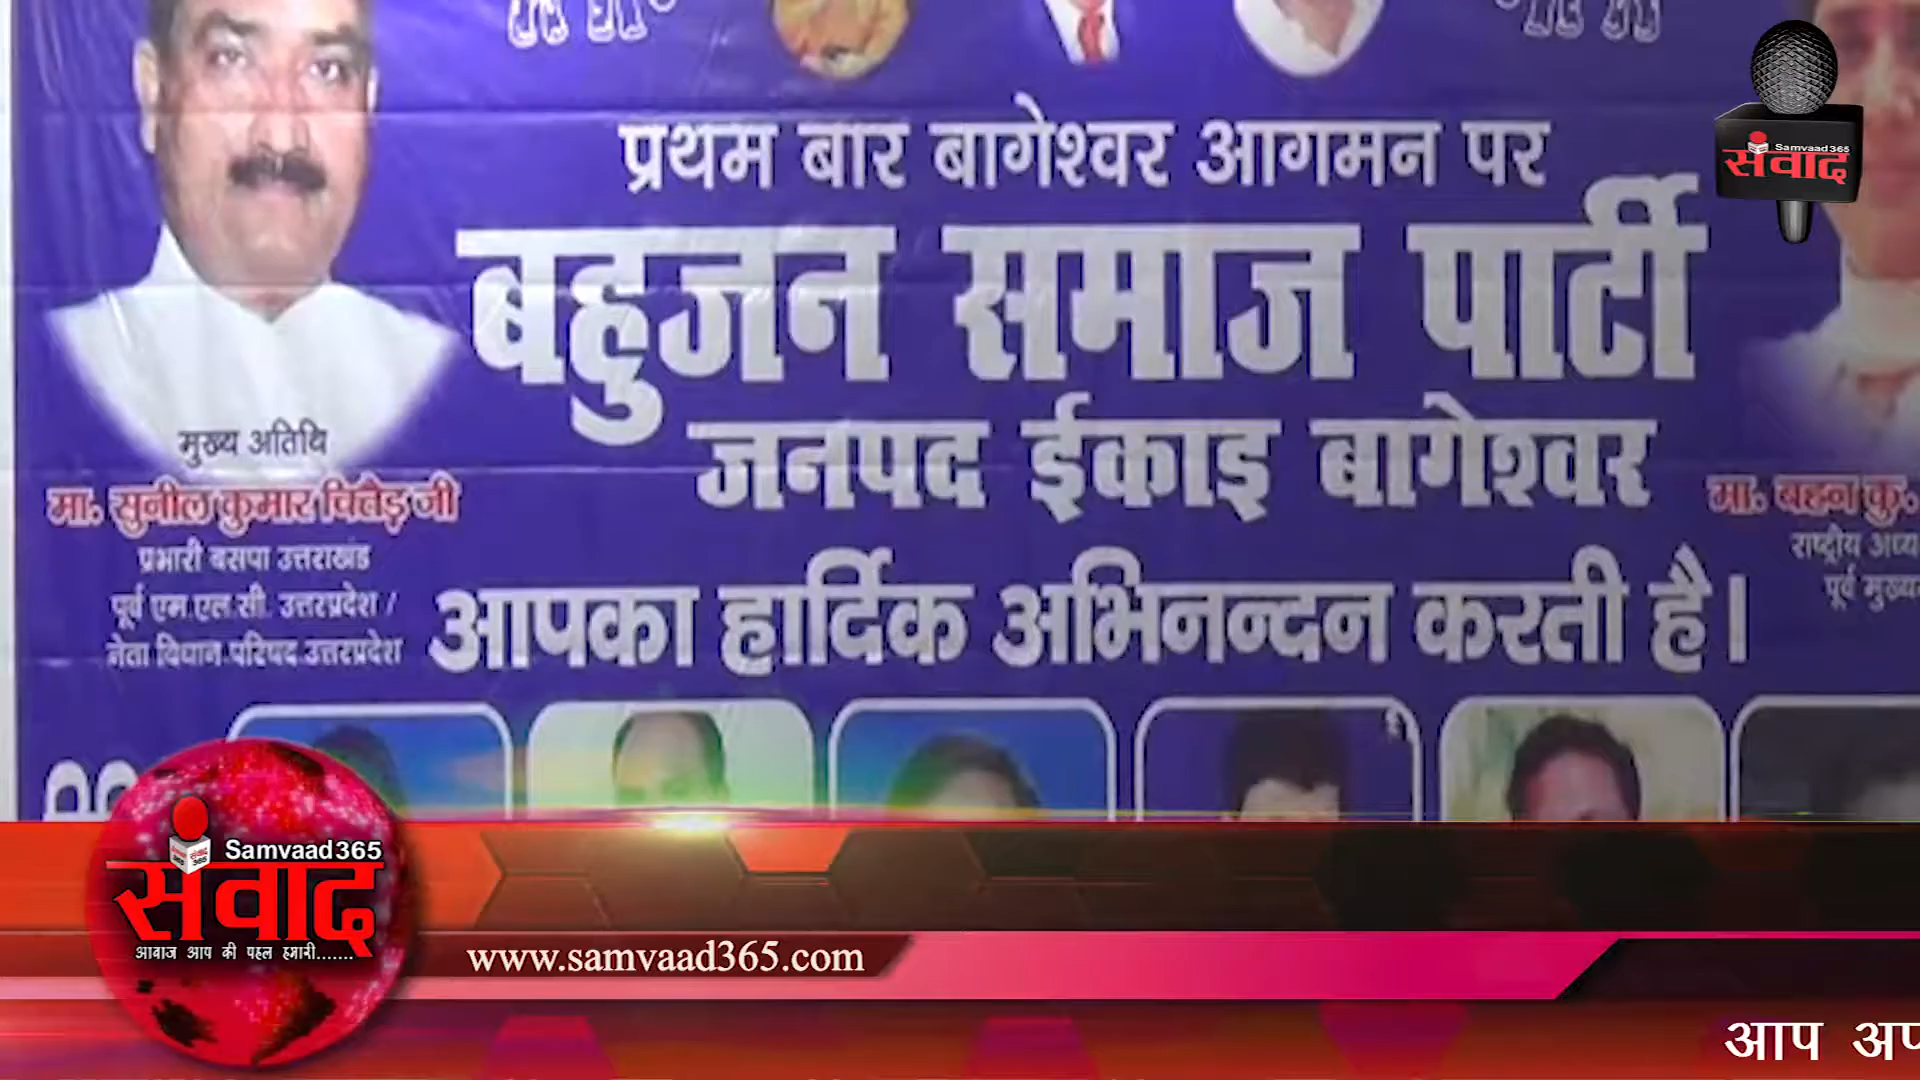 प्रथम बार बागेश्वर आगमन पर
Samvaad365
संवाद
बहुजन समाज पार्टी
जनपद ईकाइ बागेश्वर
मुख्य अतिथि
मा. सुनील कुमार चित्तौड़ जी
प्रभारी बसपा उत्तराखंड
पूर्व एम.एल.सी. उत्तरप्रदेश /
नेता विधान परिषद उत्तरप्रदेश
मा. बहन कु.
राष्ट्रीय
पूर्व
आपका हार्दिक अभिनन्दन करती है।
Samvaad365
संवाद
आवाज आप की पहल हमारी.......
www.samvaad365.com
आप